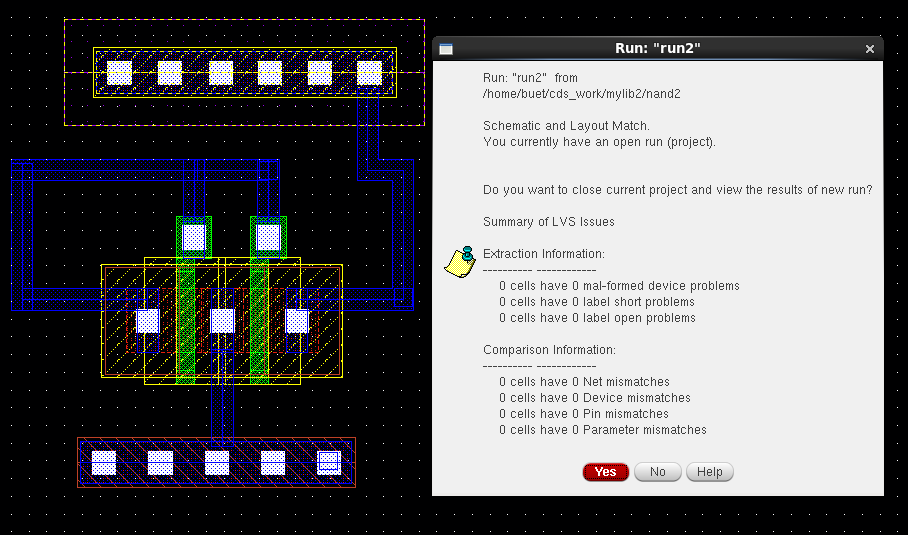 Run: "run2"
Run: "run2" from
/home/buet/cds_work/mylib2/nand2
Schematic and Layout Match.
You currently have an open run (project).
Do you want to close current project and view the results of new run?
Summary of LVS Issues
Extraction Information:
---------- ------------
0 cells have 0 mal-formed device problems
0 cells have 0 label short problems
0 cells have 0 label open problems
Comparison Information:
---------- ------------
0 cells have 0 Net mismatches
0 cells have 0 Device mismatches
0 cells have 0 Pin mismatches
0 cells have 0 Parameter mismatches
Yes No Help